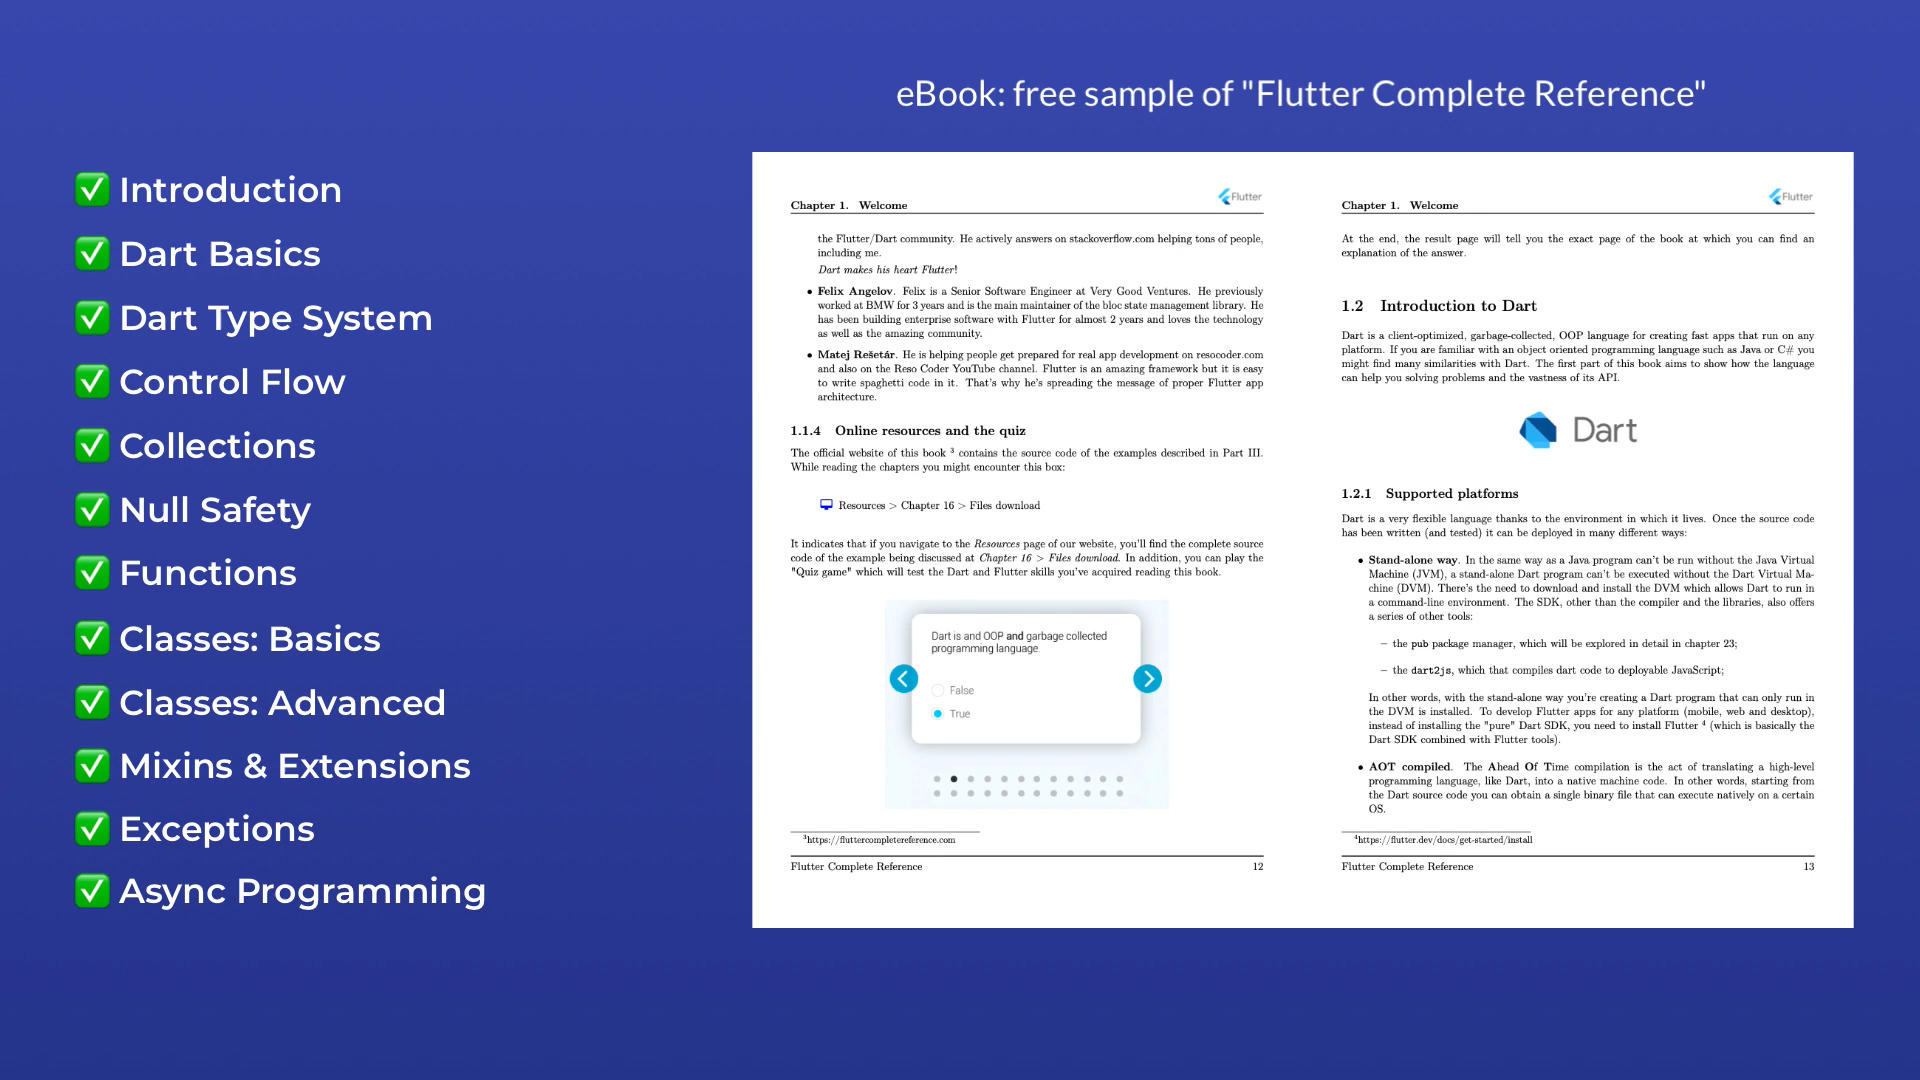 eBook: free sample of "Flutter Complete Reference"
Introduction
Dart Basics
Dart Type System
Control Flow
Collections
Null Safety
Functions
Classes: Basics
Classes: Advanced
Mixins & Extensions
Exceptions
Async Programming
Flutter
Chapter 1. Welcome
the Flutter/Dart community. He actively answers on stackoverflow.com helping tons of people,
including me.
Dart makes his heart Flutter!
• Felix Angelov. Felix is a Senior Software Engineer at Very Good Ventures. He previously
worked at BMW for 3 years and is the main maintainer of the bloc state management library. He
has been building enterprise software with Flutter for almost 2 years and loves the technology
as well as the amazing community.
• Matej Rešetár. He is helping people get prepared for real app development on resocoder.com
and also on the Reso Coder YouTube channel. Flutter is an amazing framework but it is easy
to write spaghetti code in it. That's why he's spreading the message of proper Flutter app
architecture.
1.1.4 Online resources and the quiz
The official website of this book 3 contains the source code of the examples described in Part III.
While reading the chapters you might encounter this box:
Resources > Chapter 16 > Files download
It indicates that if you navigate to the Resources page of our website, you'll find the complete source
code of the example being discussed at Chapter 16 > Files download. In addition, you can play the
"Quiz game" which will test the Dart and Flutter skills you've acquired reading this book.
Dart is and OOP and garbage collected
programming language.
False
True
3https://fluttercompletereference.com
Flutter Complete Reference 12
Flutter
Chapter 1. Welcome
At the end, the result page will tell you the exact page of the book at which you can find an
explanation of the answer.
1.2 Introduction to Dart
Dart is a client-optimized, garbage-collected, OOP language for creating fast apps that run on any
platform. If you are familiar with an object oriented programming language such as Java or C# you
might find many similarities with Dart. The first part of this book aims to show how the language
can help you solving problems and the vastness of its API.
Dart
1.2.1 Supported platforms
Dart is a very flexible language thanks to the environment in which it lives. Once the source code
has been written (and tested) it can be deployed in many different ways:
• Stand-alone way. In the same way as a Java program can't be run without the Java Virtual
Machine (JVM), a stand-alone Dart program can't be executed without the Dart Virtual Ma-
chine (DVM). There's the need to download and install the DVM which allows Dart to run in
a command-line environment. The SDK, other than the compiler and the libraries, also offers
a series of other tools:
– the pub package manager, which will be explored in detail in chapter 23;
– the dart2js, which that compiles dart code to deployable JavaScript;
In other words, with the stand-alone way you're creating a Dart program that can only run in
the DVM is installed. To develop Flutter apps for any platform (mobile, web and desktop),
instead of installing the "pure" Dart SDK, you need to install Flutter 4 (which is basically the
Dart SDK combined with Flutter tools).
• AOT compiled. The Ahead Of Time compilation is the act of translating a high-level
programming language, like Dart, into a native machine code. In other words, starting from
the Dart source code you can obtain a single binary file that can execute natively on a certain
OS.
4https://flutter.dev/docs/get-started/install
Flutter Complete Reference 13